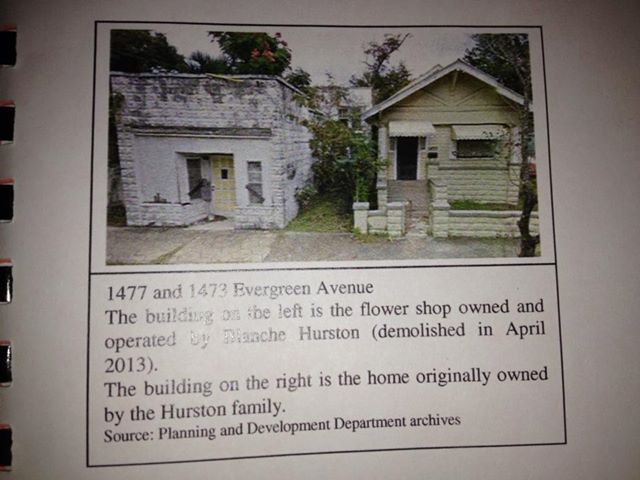 1477 and 1473 Evergreen Avenue
The building on the left is the flower shop owned and
operated by Blanche Hurston (demolished in April
2013).
The building on the right is the home originally owned
by the Hurston family.
Source: Planning and Development Department archives